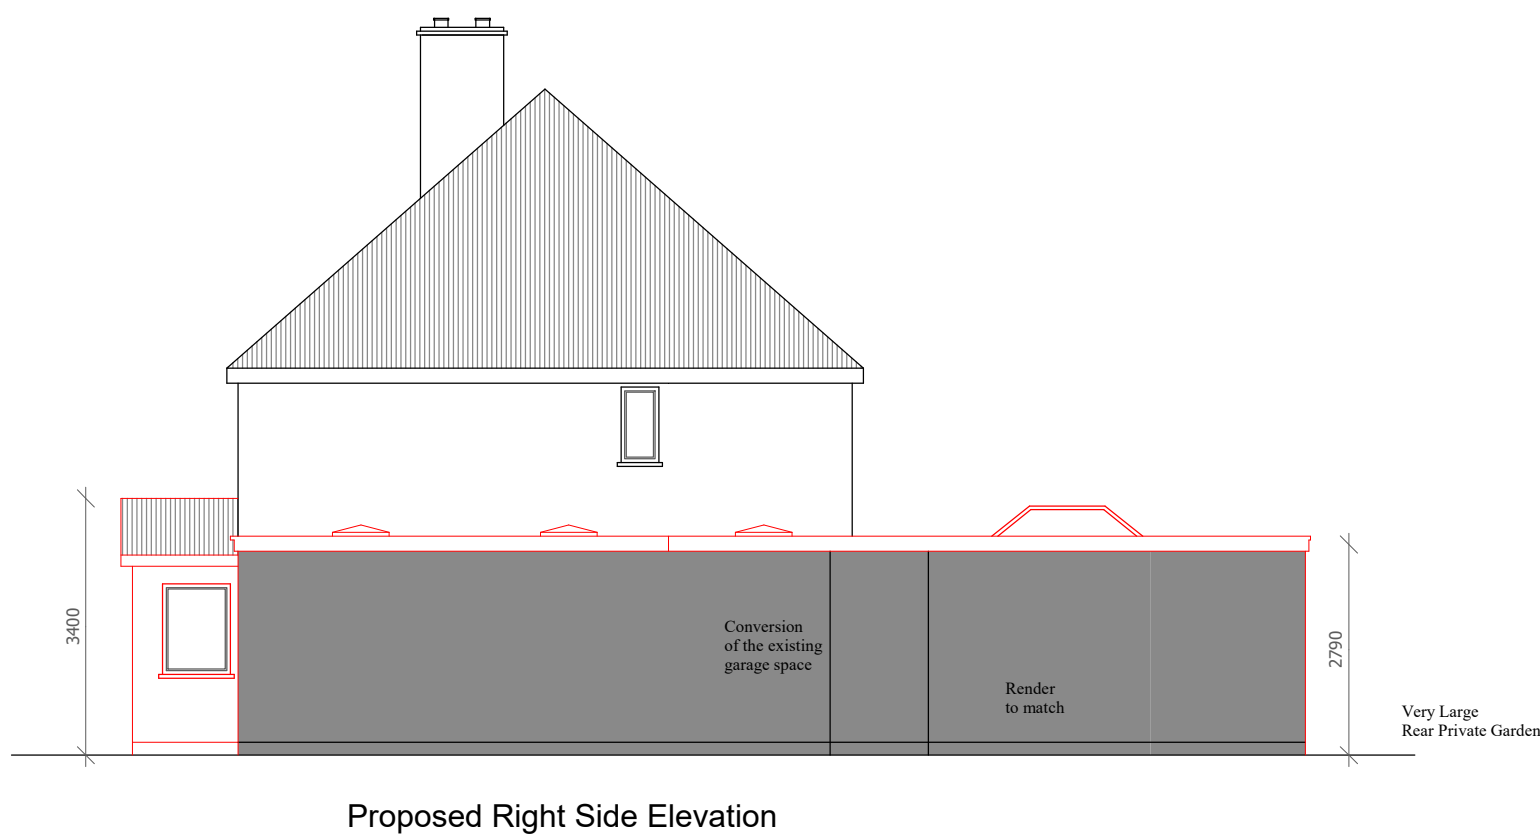 3400
Conversion
of the existing
garage space
Render
to match
2790
Very Large
Rear Private Garden
Proposed Right Side Elevation